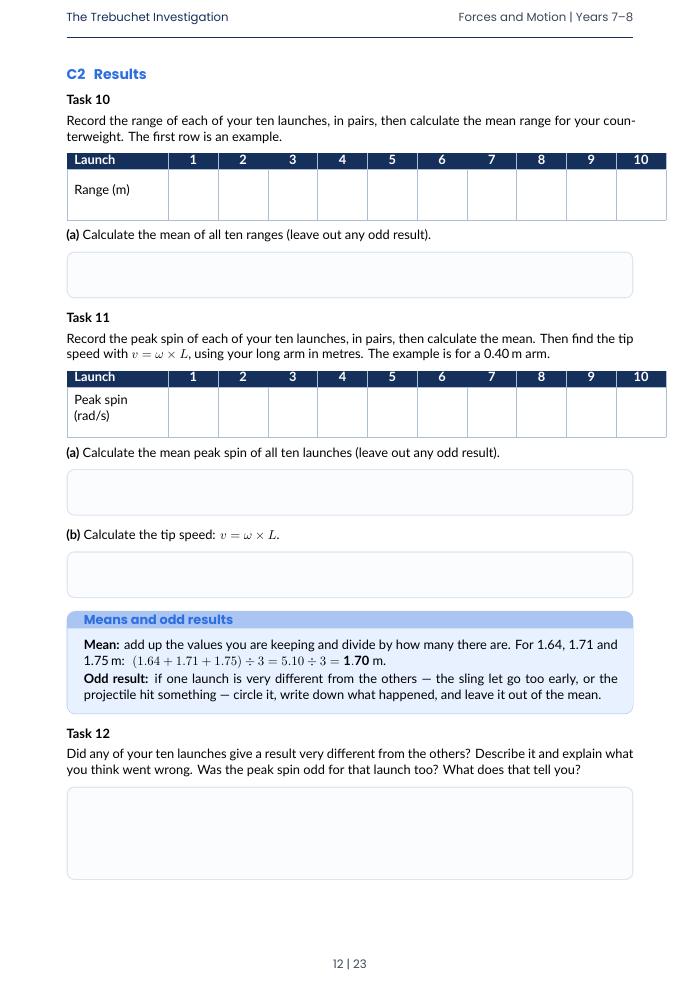 The Trebuchet Investigation
Forces and Motion | Years 7–8
C2 Results
Task 10
Record the range of each of your ten launches, in pairs, then calculate the mean range for your coun-
terweight. The first row is an example.
Launch 1 2 3 4 5 6 7 8 9 10
Range (m)
(a) Calculate the mean of all ten ranges (leave out any odd result).
Task 11
Record the peak spin of each of your ten launches, in pairs, then calculate the mean. Then find the tip
speed with v = ω × L, using your long arm in metres. The example is for a 0.40 m arm.
Launch 1 2 3 4 5 6 7 8 9 10
Peak spin
(rad/s)
(a) Calculate the mean peak spin of all ten launches (leave out any odd result).
(b) Calculate the tip speed: v = ω × L.
Means and odd results
Mean: add up the values you are keeping and divide by how many there are. For 1.64, 1.71 and
1.75 m: (1.64 + 1.71 + 1.75) ÷ 3 = 5.10 ÷ 3 = 1.70 m.
Odd result: if one launch is very different from the others — the sling let go too early, or the
projectile hit something — circle it, write down what happened, and leave it out of the mean.
Task 12
Did any of your ten launches give a result very different from the others? Describe it and explain what
you think went wrong. Was the peak spin odd for that launch too? What does that tell you?
12 | 23